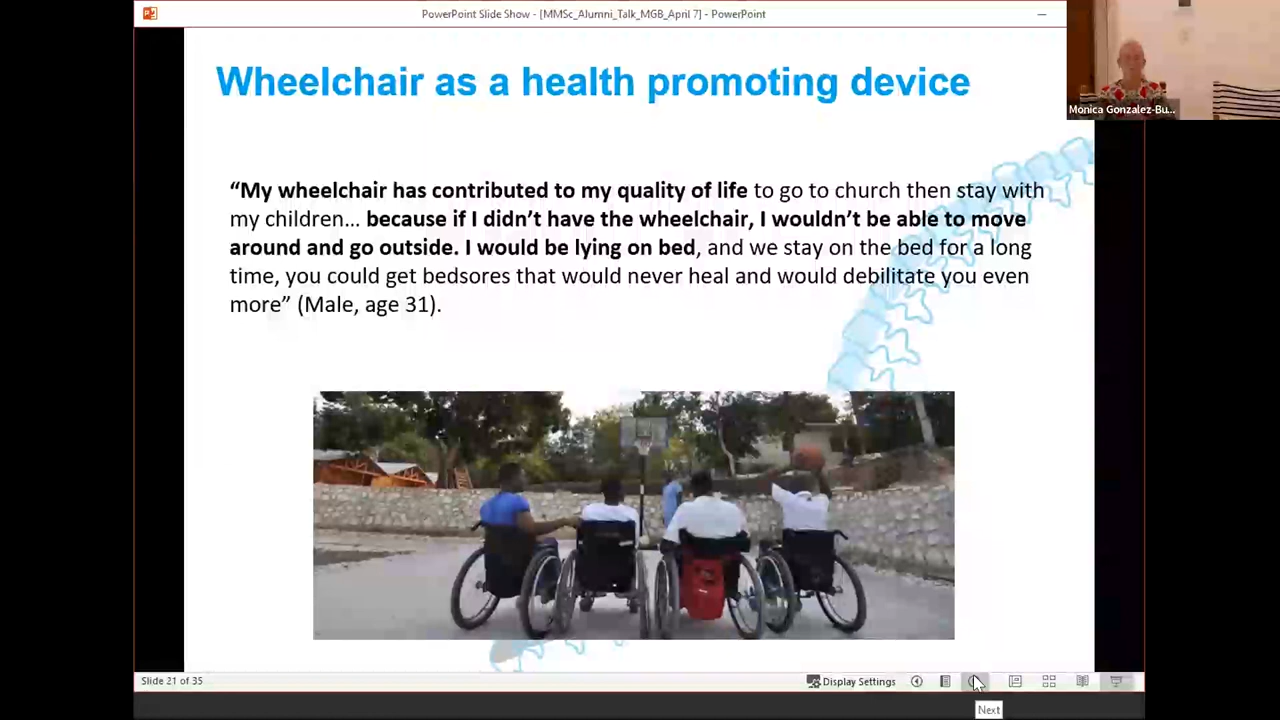 PowerPoint Slide Show - [MMSc_Alumni_Talk_MGB_April 7] - PowerPoint
Monica Gonzalez-Bu...
Wheelchair as a health promoting device
“My wheelchair has contributed to my quality of life to go to church then stay with
my children… because if I didn’t have the wheelchair, I wouldn’t be able to move
around and go outside. I would be lying on bed, and we stay on the bed for a long
time, you could get bedsores that would never heal and would debilitate you even
more” (Male, age 31).
Slide 21 of 35
Display Settings
Next